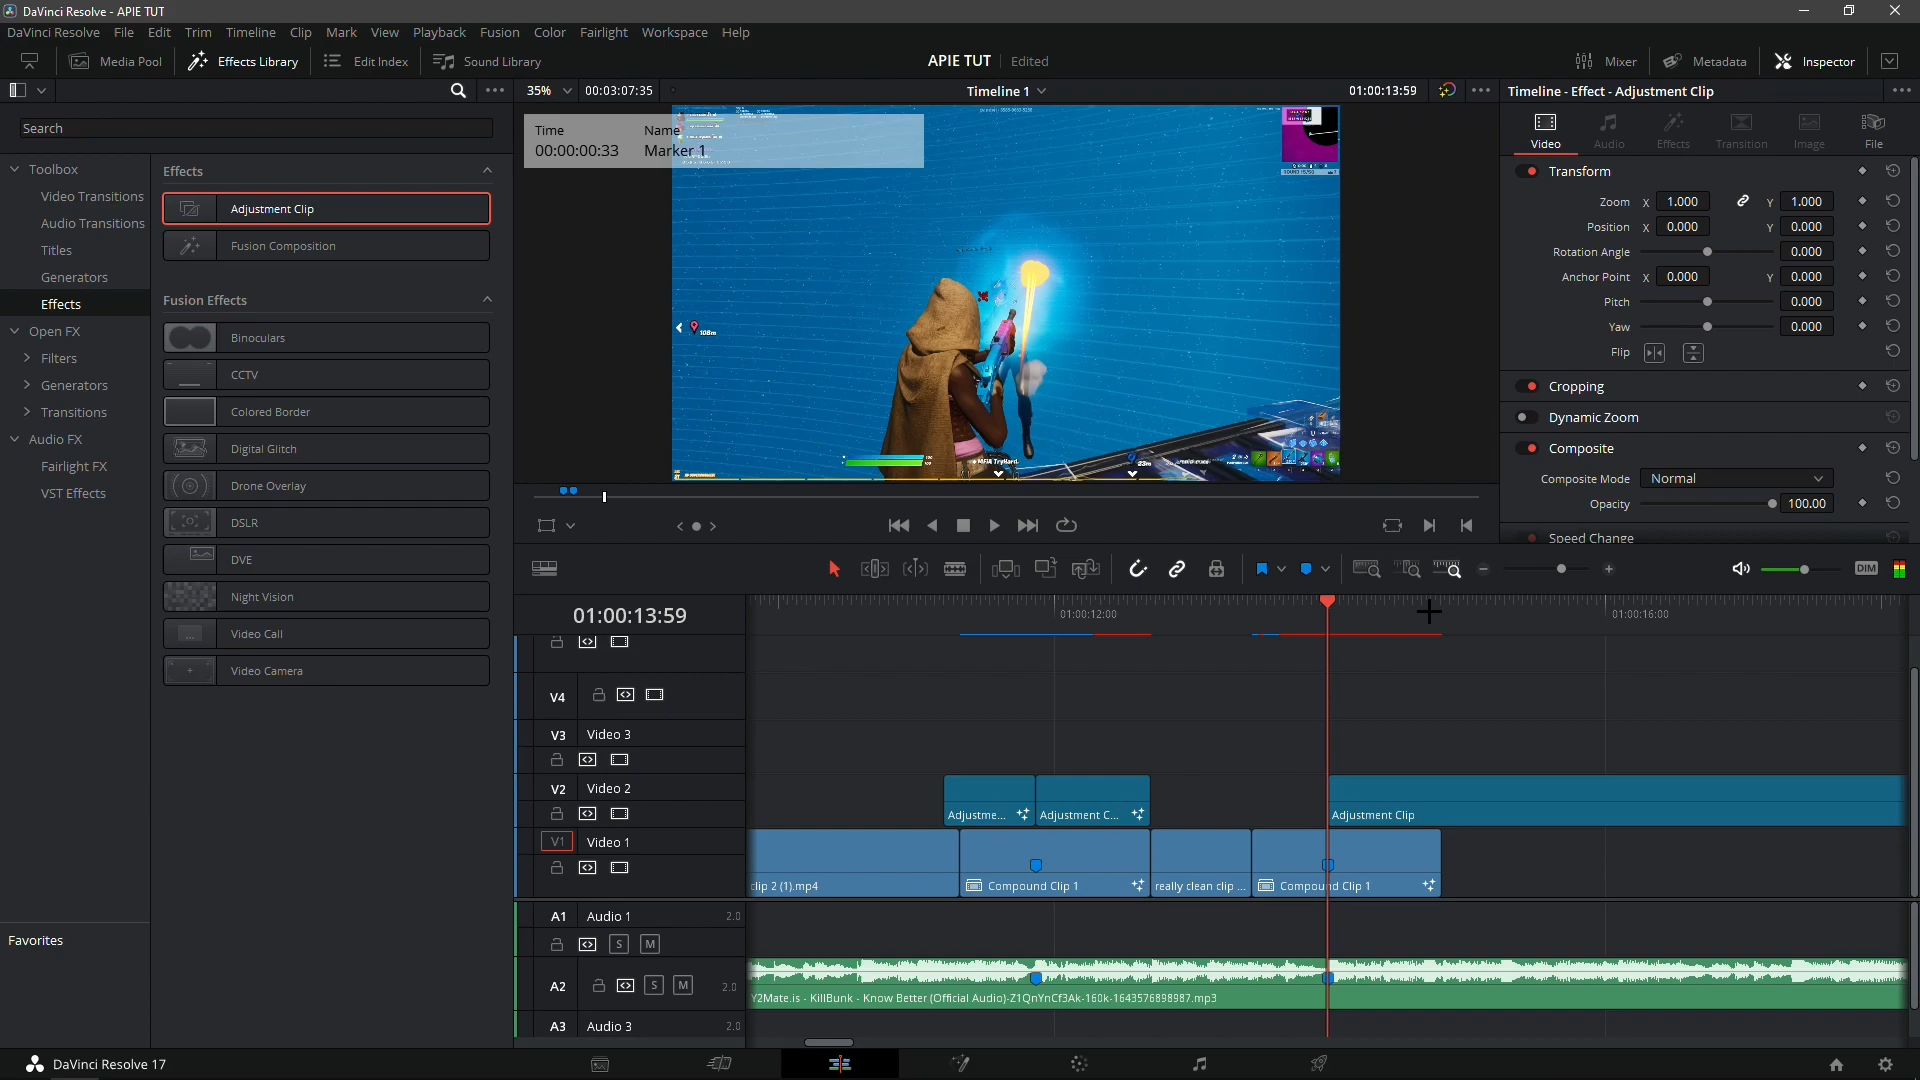 DaVinci Resolve - APIE TUT
DaVinci Resolve File Edit Trim Timeline Clip Mark View Playback Fusion Color Fairlight Workspace Help
Media Pool Effects Library Edit Index Sound Library APIE TUT Edited Mixer Metadata Inspector
35% 00:03:07:35 Timeline 1 01:00:13:59 Timeline - Effect - Adjustment Clip
Search
Toolbox
Video Transitions
Audio Transitions
Titles
Generators
Effects
Open FX
Filters
Generators
Transitions
Audio FX
Fairlight FX
VST Effects
Favorites
Effects
Adjustment Clip
Fusion Composition
Fusion Effects
Binoculars
CCTV
Colored Border
Digital Glitch
Drone Overlay
DSLR
DVE
Night Vision
Video Call
Video Camera
Time Name
00:00:00:33 Marker 1
108m
23m
Video Audio Effects Transition Image File
Transform
Zoom X 1.000 Y 1.000
Position X 0.000 Y 0.000
Rotation Angle 0.000
Anchor Point X 0.000 Y 0.000
Pitch 0.000
Yaw 0.000
Flip
Cropping
Dynamic Zoom
Composite
Composite Mode Normal
Opacity 100.00
Speed Change
DIM
01:00:13:59 01:00:12:00 01:00:16:00
V4
V3 Video 3
V2 Video 2
Adjustme... Adjustment C... Adjustment Clip
V1 Video 1
clip 2 (1).mp4 Compound Clip 1 really clean clip ... Compound Clip 1
A1 Audio 1 2.0
S M
A2 S M 2.0
Y2Mate.is - KillBunk - Know Better (Official Audio)-Z1QnYnCf3Ak-160k-1643576898987.mp3
A3 Audio 3 2.0
DaVinci Resolve 17